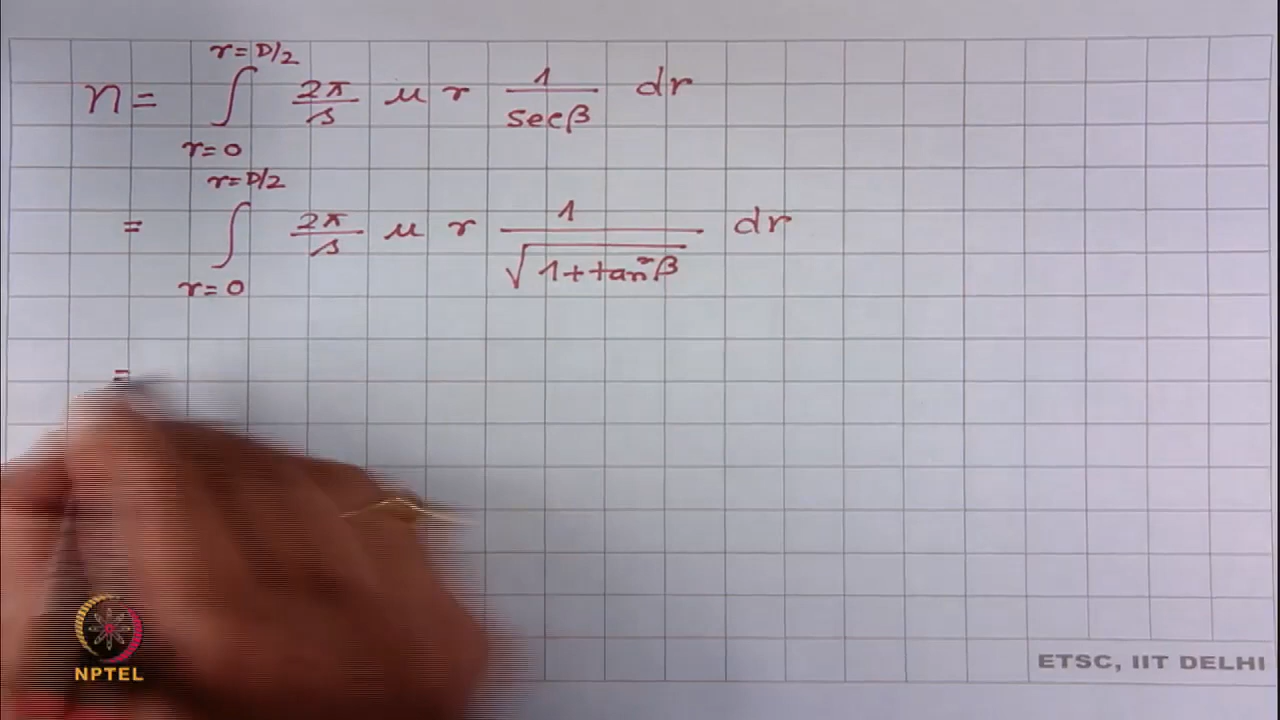 r=D/2
n= ∫ 2π/s μ r 1/secβ dr
r=0
r=D/2
= ∫ 2π/s μ r 1/√1+tan²β dr
r=0
=
NPTEL
ETSC, IIT DELHI